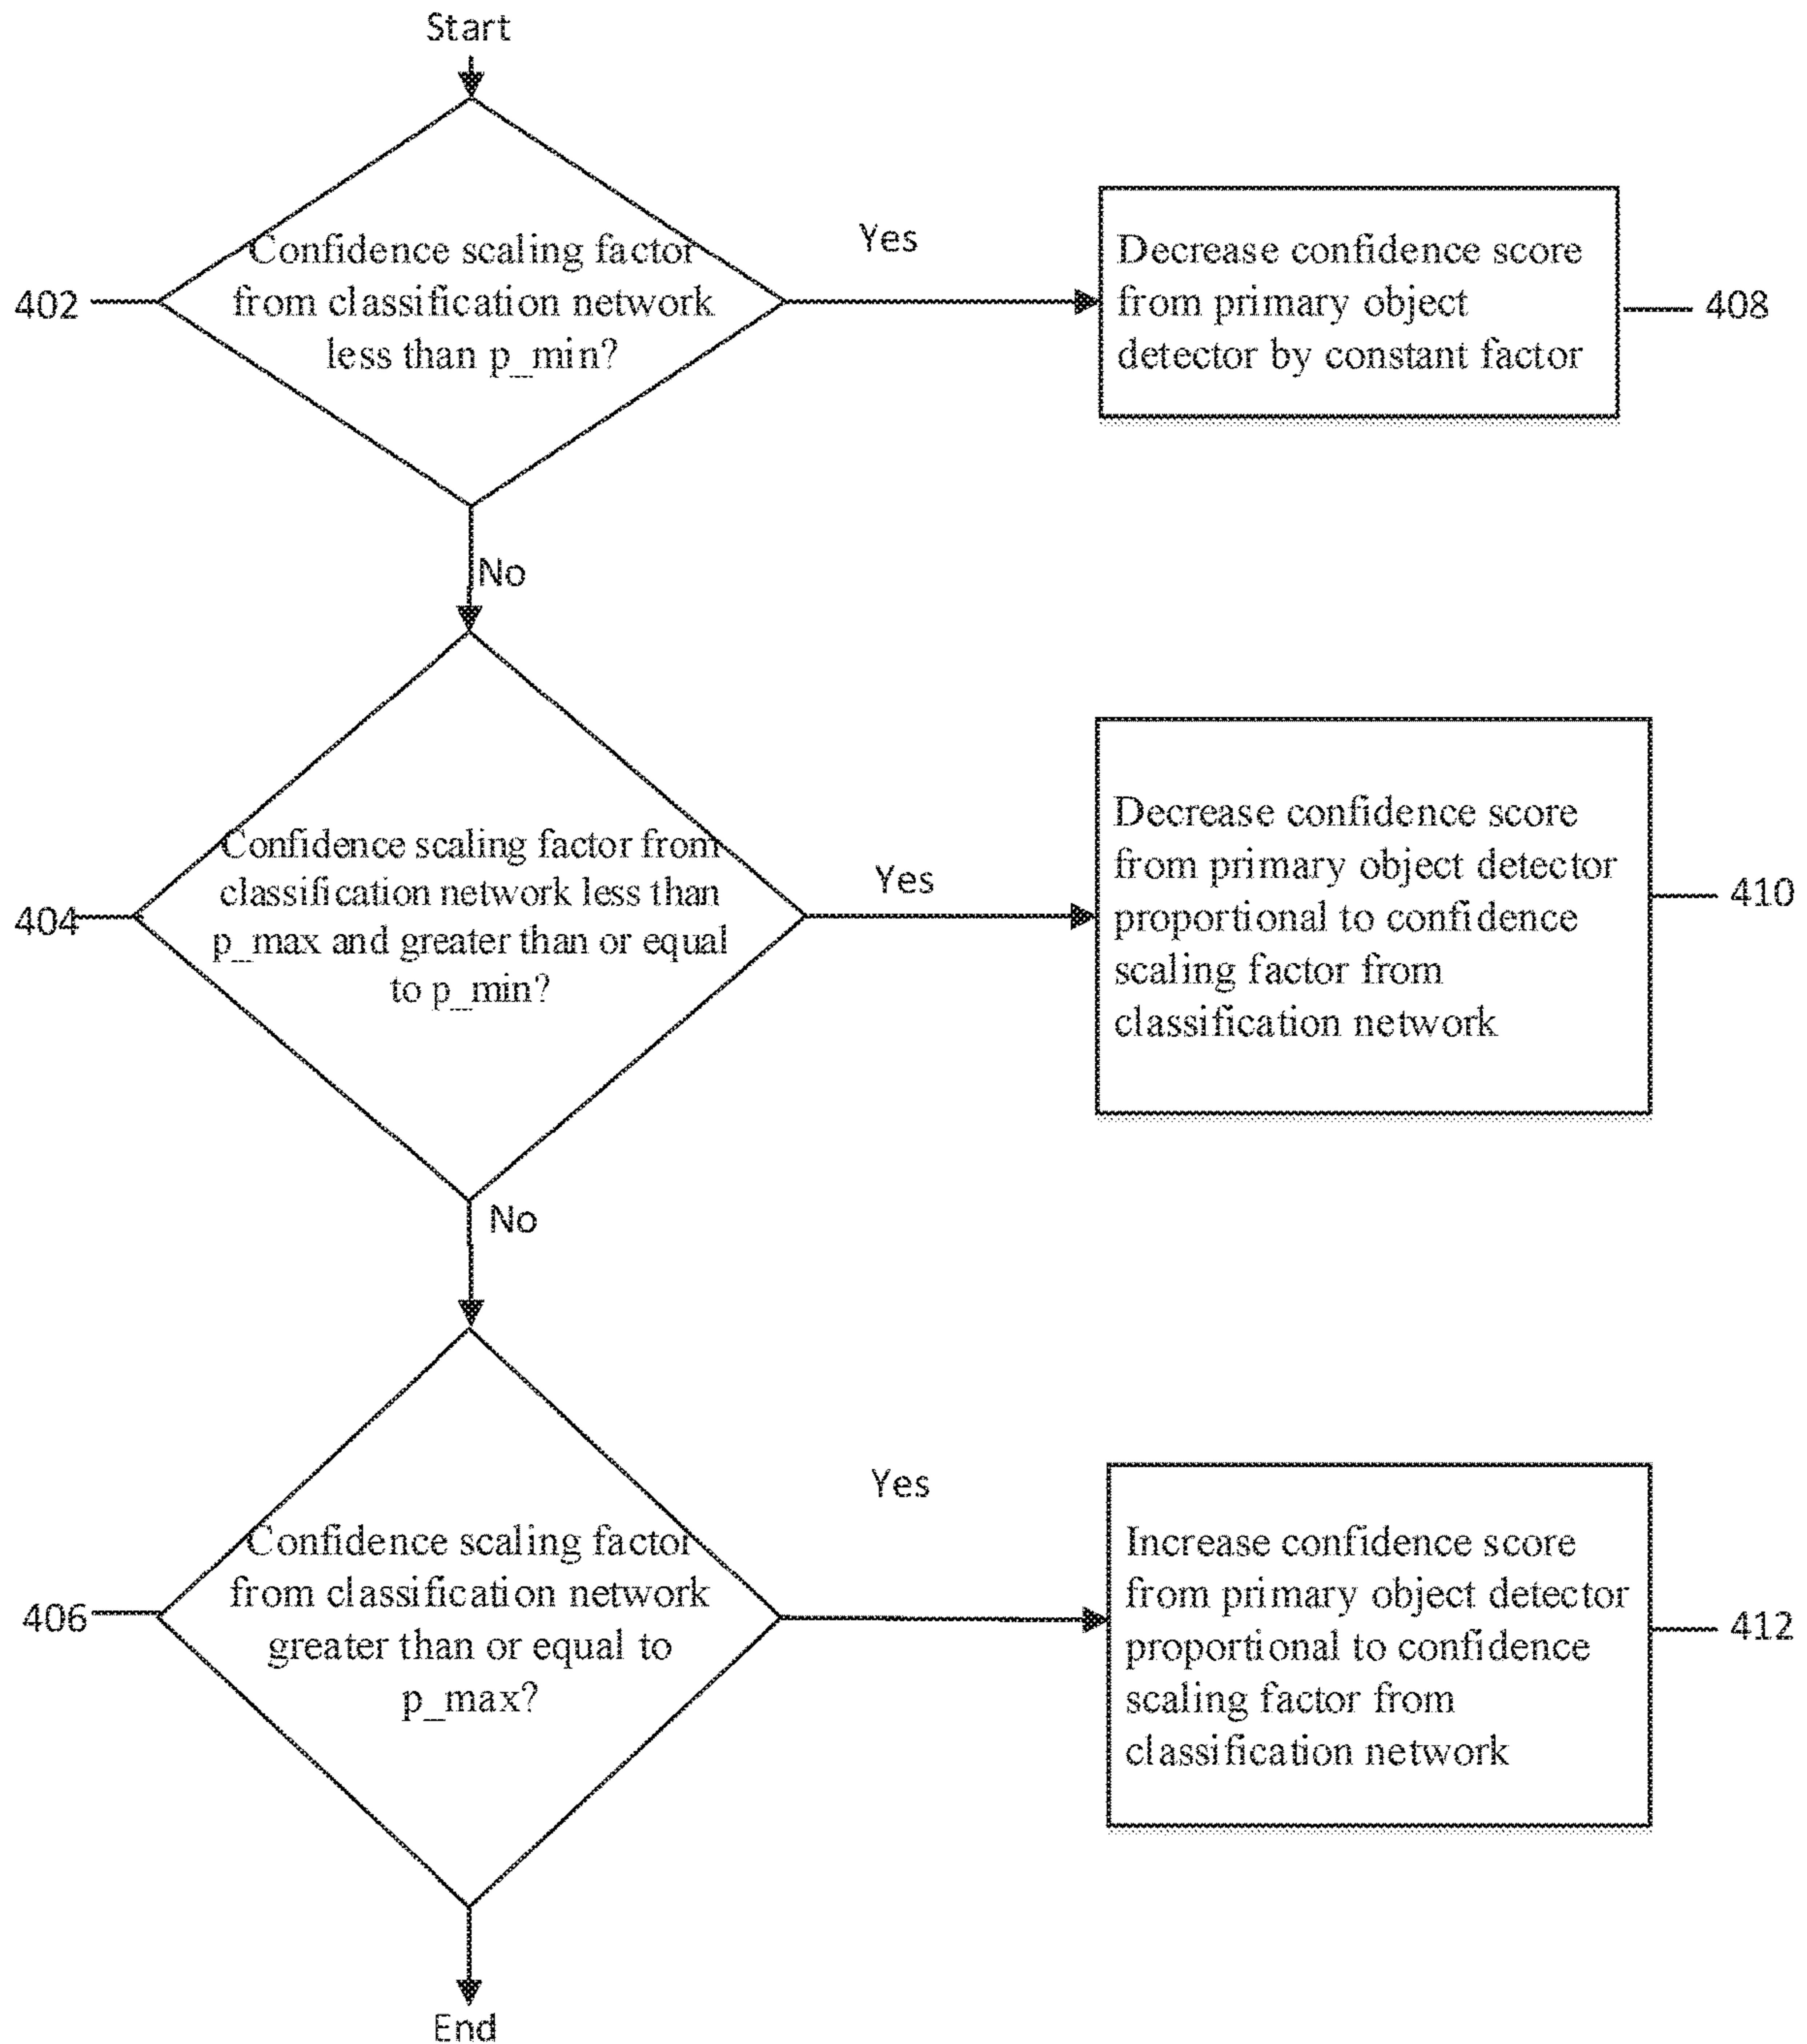 Start
Confidence scaling factor
from classification network
less than p_min?
402
Yes
Decrease confidence score
from primary object
detector by constant factor
408
No
Confidence scaling factor from
classification network less than
p_max and greater than or equal
to p_min?
404
Yes
Decrease confidence score
from primary object detector
proportional to confidence
scaling factor from
classification network
410
No
Confidence scaling factor
from classification network
greater than or equal to
p_max?
406
Yes
Increase confidence score
from primary object detector
proportional to confidence
scaling factor from
classification network
412
End